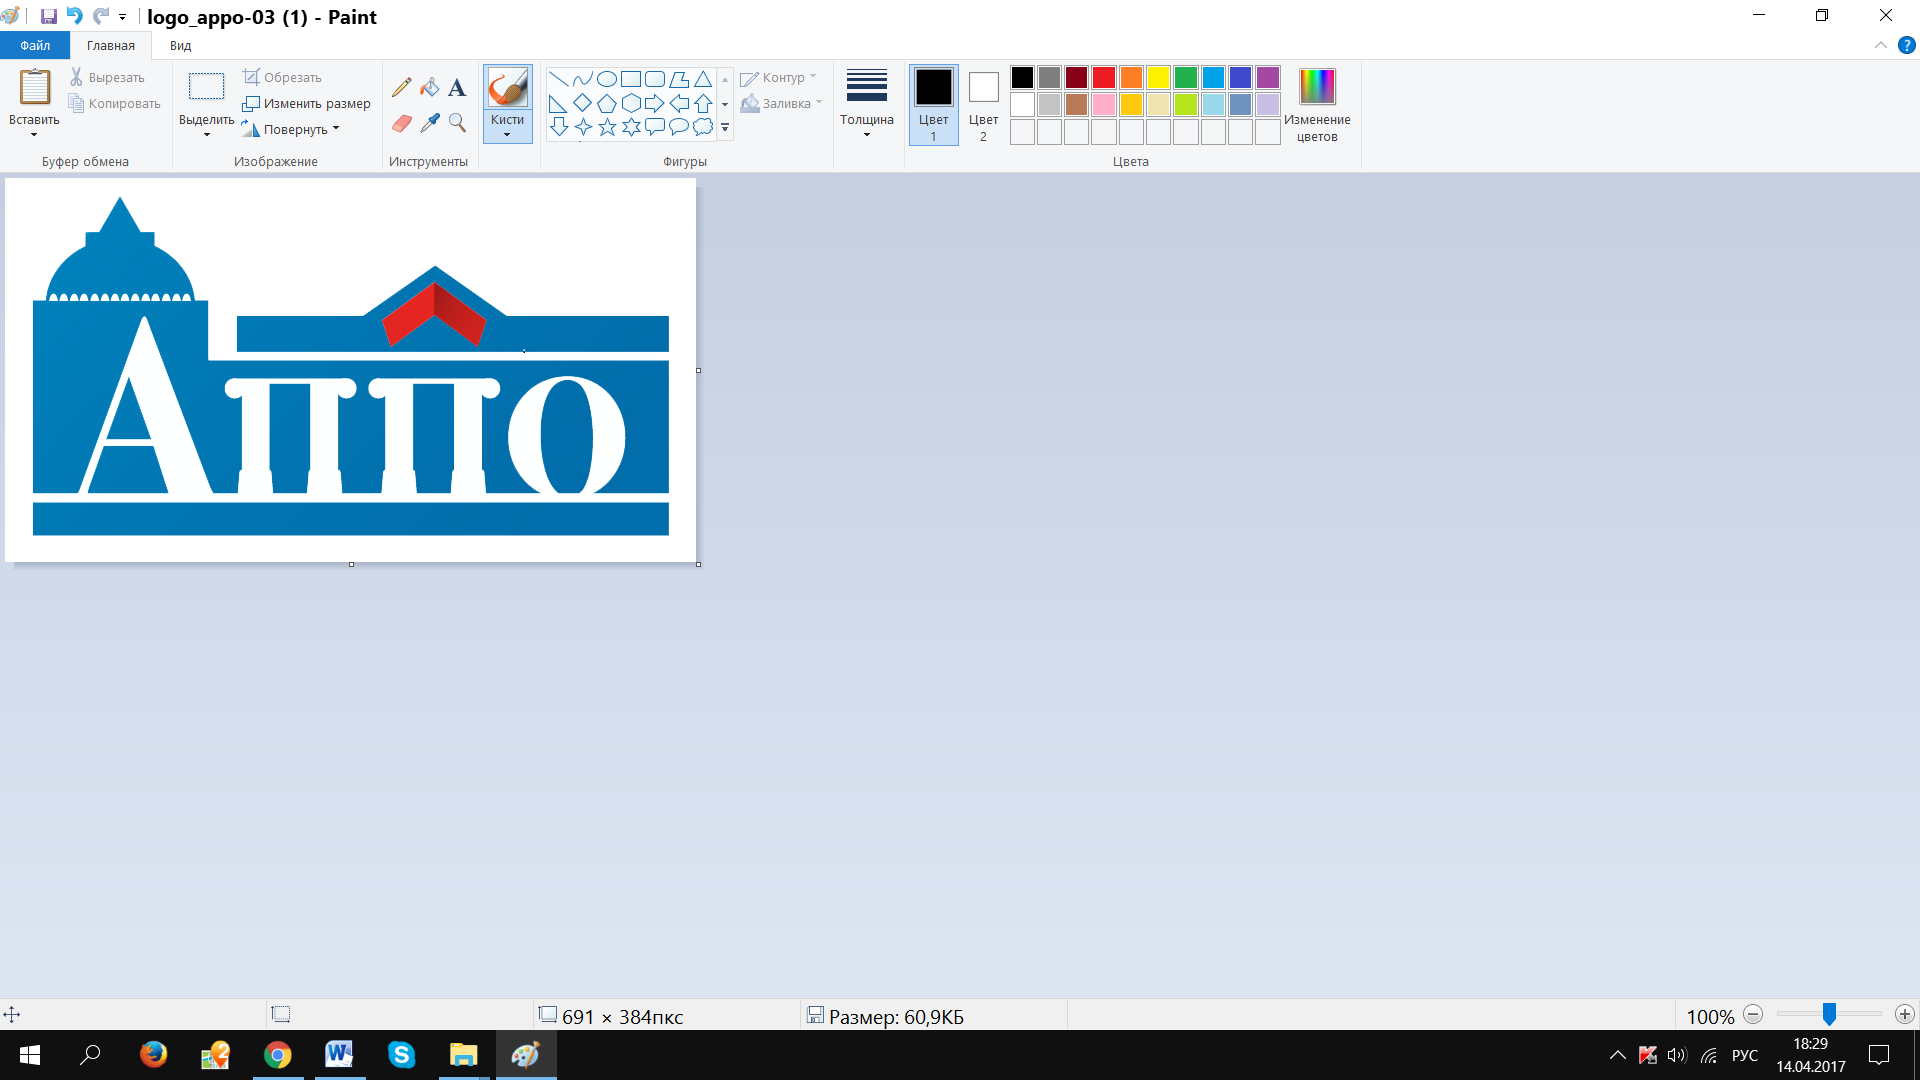 logo_appo-03 (1) - Paint
Файл Главная Вид
Вставить
Вырезать
Копировать
Буфер обмена
Выделить
Обрезать
Изменить размер
Повернуть
Изображение
A
Инструменты
Кисти
Контур
Заливка
Фигуры
Толщина
Цвет 1
Цвет 2
Изменение цветов
Цвета
Аппо
691 × 384пкс
Размер: 60,9КБ
100%
РУС
18:29
14.04.2017